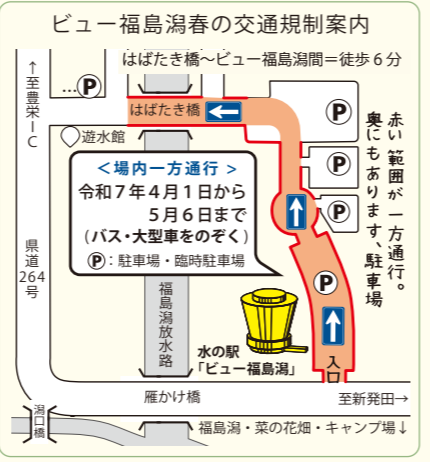 ビュー福島潟春の交通規制案内
はばたき橋〜ビュー福島潟間＝徒歩６分
↑至豊栄IC
…Ⓟ
はばたき橋
Ⓟ
遊水館
Ⓟ
Ⓟ
赤い範囲が一方通行。
奥にもあります、駐車場
＜場内一方通行＞
令和７年４月１日から
５月６日まで
(バス・大型車をのぞく)
Ⓟ：駐車場・臨時駐車場
Ⓟ
県道264号
福島潟放水路
水の駅
「ビュー福島潟」
入口
雁かけ橋
至新発田→
潟口橋
福島潟・菜の花畑・キャンプ場↓